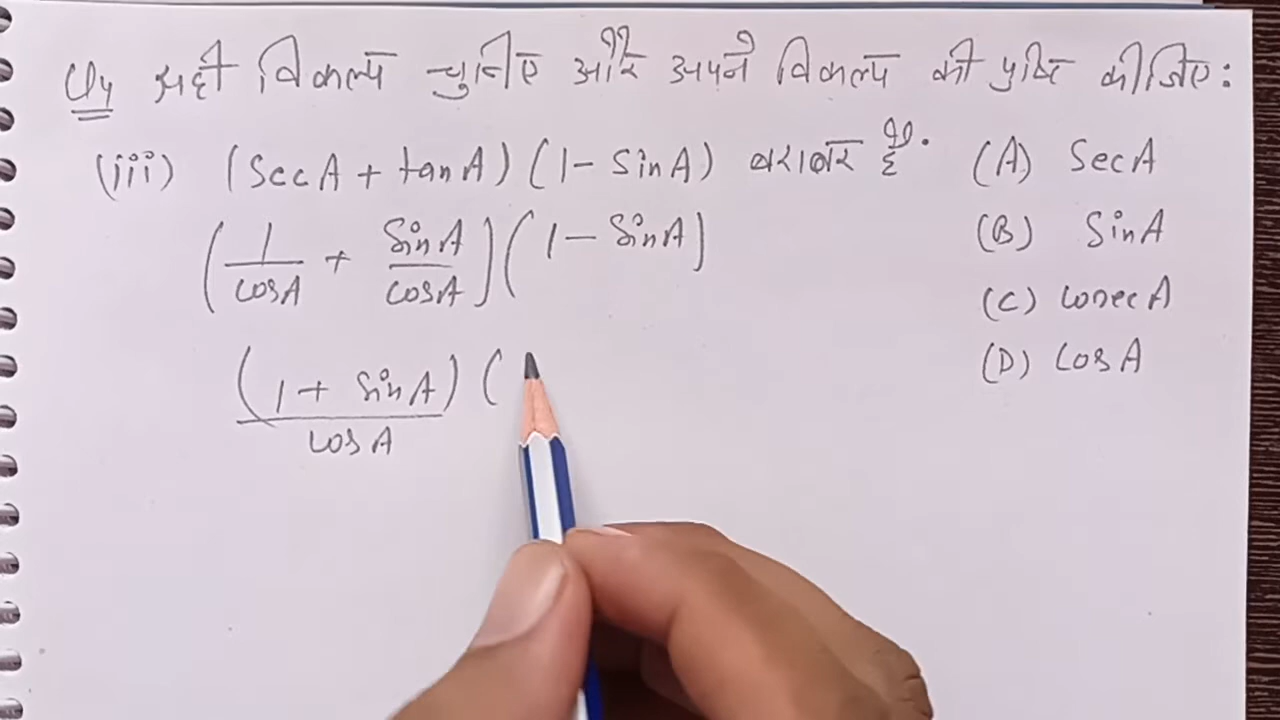 Q4 सही विकल्प चुनिए और अपने विकल्प की पुष्टि कीजिए:
(iii) (SecA + tanA) (1 - SinA) बराबर है.
(A) SecA
(1/cosA + SinA/cosA) (1 - SinA)
(B) SinA
(C) cosecA
(1 + SinA) (
cosA
(D) cosA